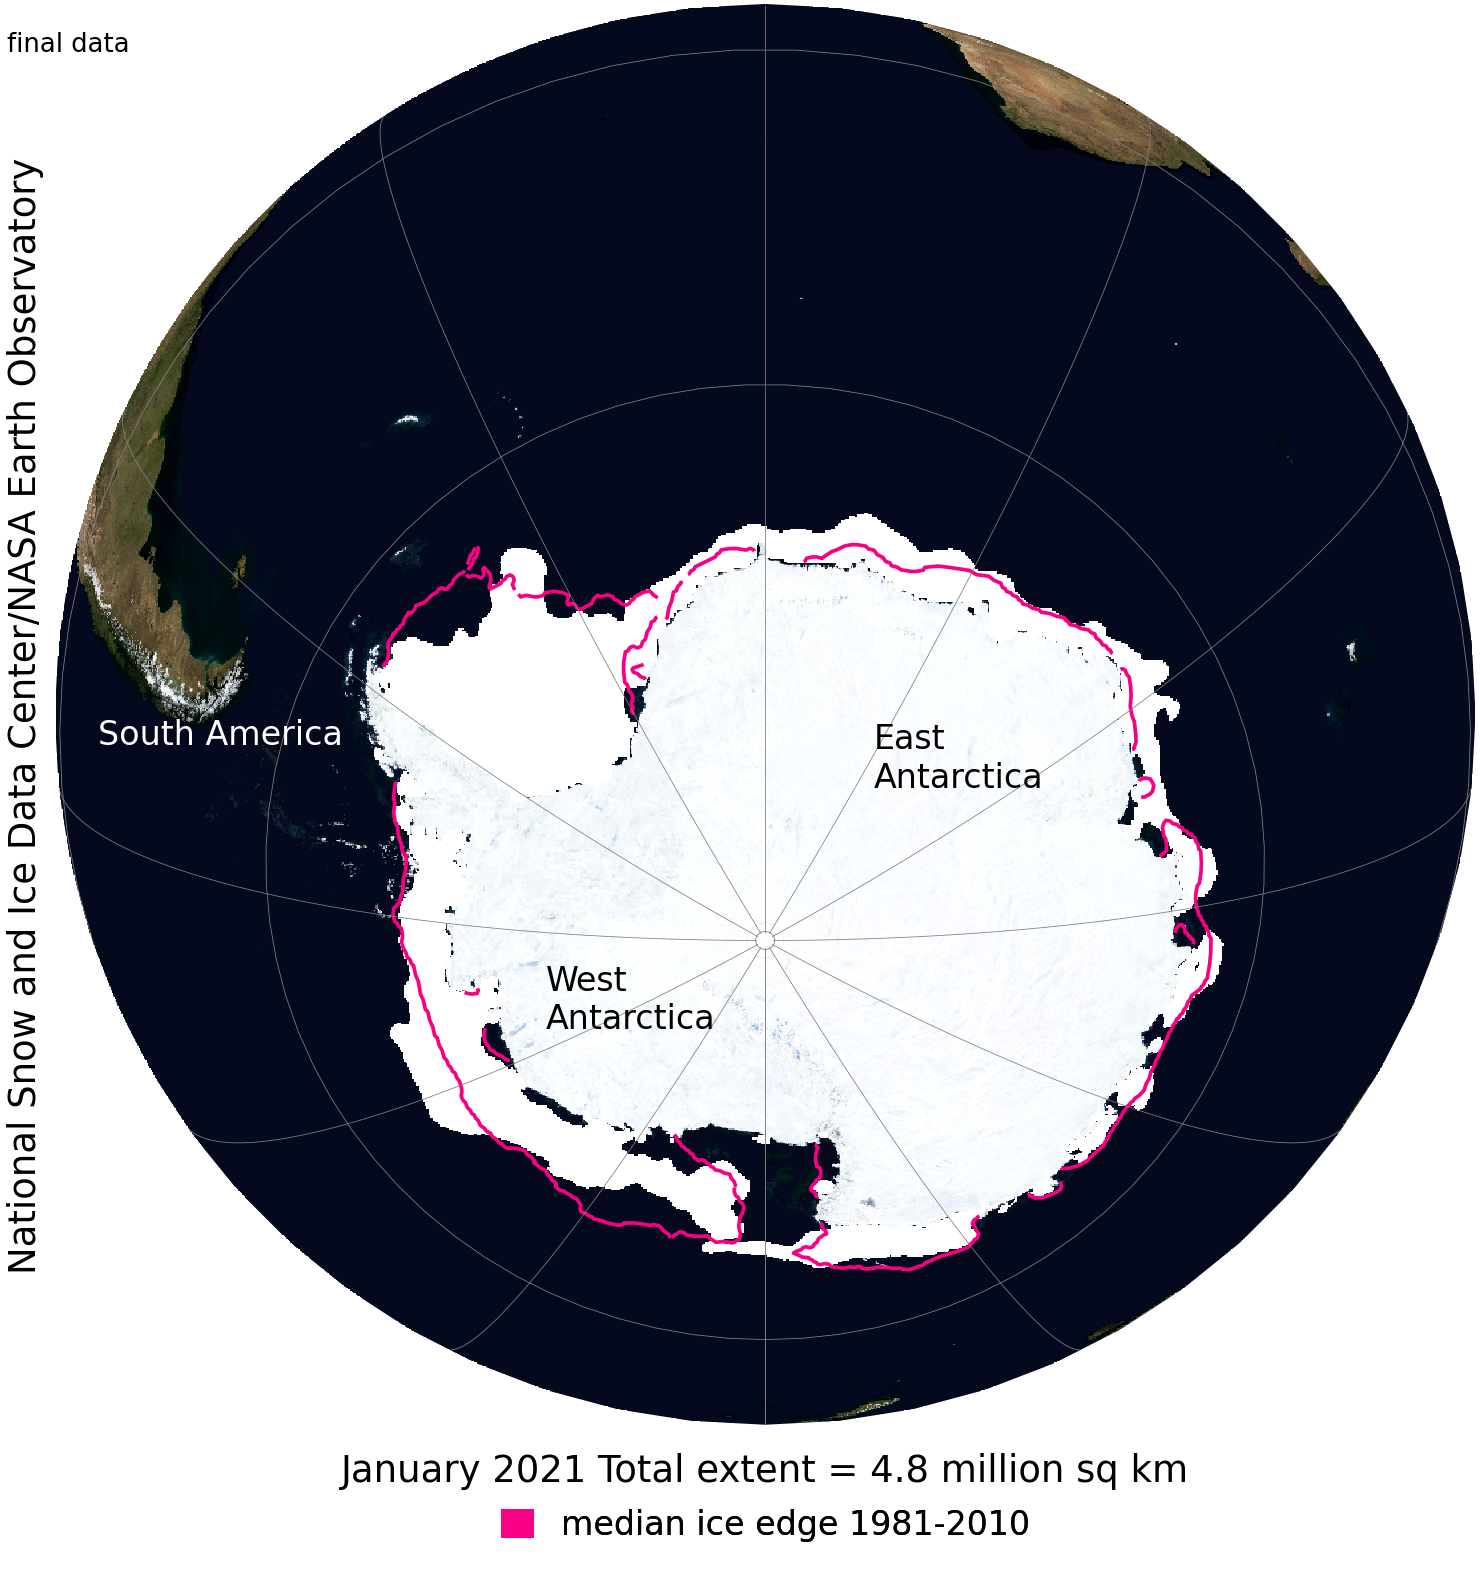 final data
National Snow and Ice Data Center/NASA Earth Observatory
South America
East
Antarctica
West
Antarctica
January 2021 Total extent = 4.8 million sq km
median ice edge 1981-2010